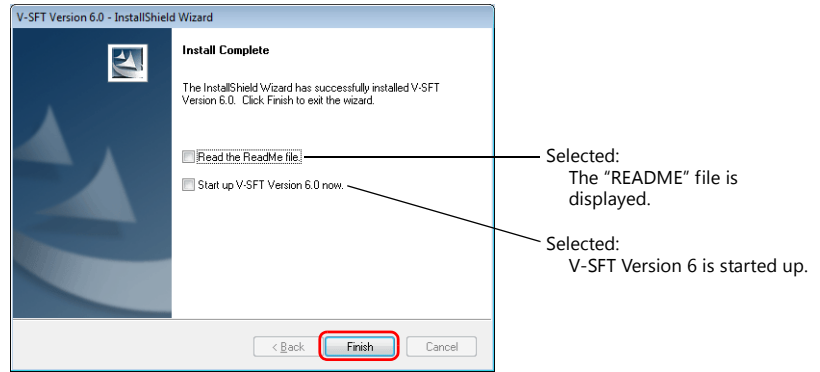 V-SFT Version 6.0 - InstallShield Wizard
Install Complete
The InstallShield Wizard has successfully installed V-SFT
Version 6.0.  Click Finish to exit the wizard.
Read the ReadMe file.
Selected:
The “README” file is
displayed.
Start up V-SFT Version 6.0 now.
Selected:
V-SFT Version 6 is started up.
< Back
Finish
Cancel